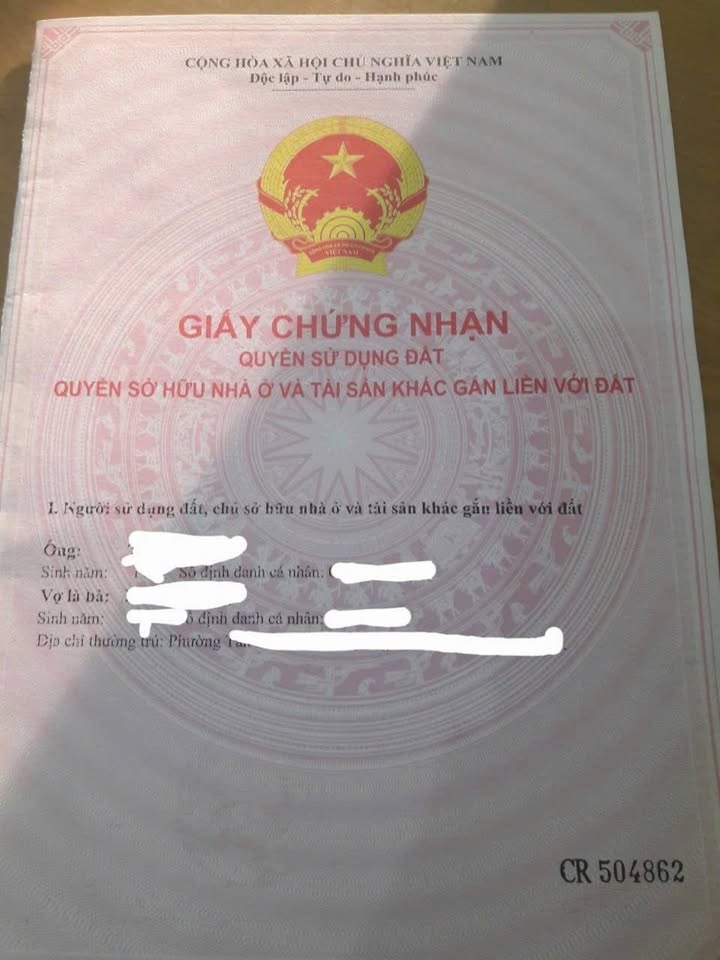 CỘNG HÒA XÃ HỘI CHỦ NGHĨA VIỆT NAM
Độc lập - Tự do - Hạnh phúc
VIỆT NAM
GIẤY CHỨNG NHẬN
QUYỀN SỬ DỤNG ĐẤT
QUYỀN SỞ HỮU NHÀ Ở VÀ TÀI SẢN KHÁC GẮN LIỀN VỚI ĐẤT
I. Người sử dụng đất, chủ sở hữu nhà ở và tài sản khác gắn liền với đất
Ông:
Sinh năm: Số định danh cá nhân:
Vợ là bà:
Sinh năm: định danh cá nhân:
Địa chỉ thường trú: Phường
CR 504862